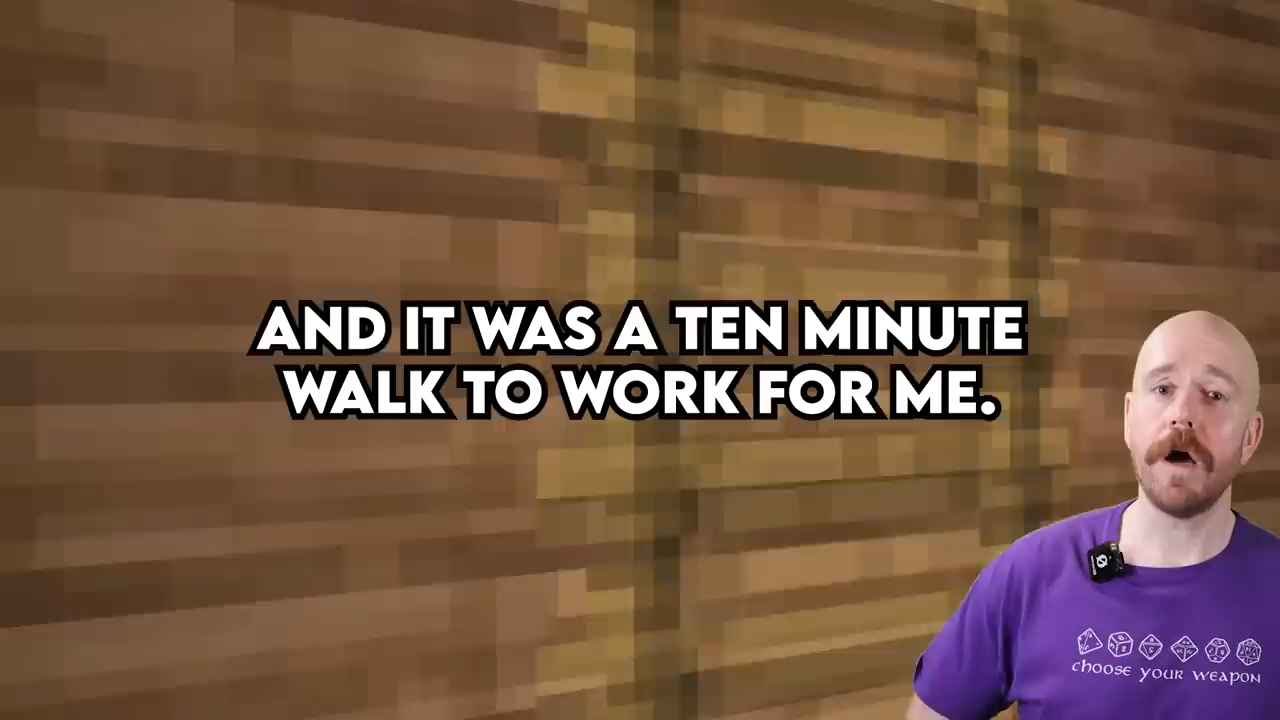 AND IT WAS A TEN MINUTE
WALK TO WORK FOR ME.
choose your weapon